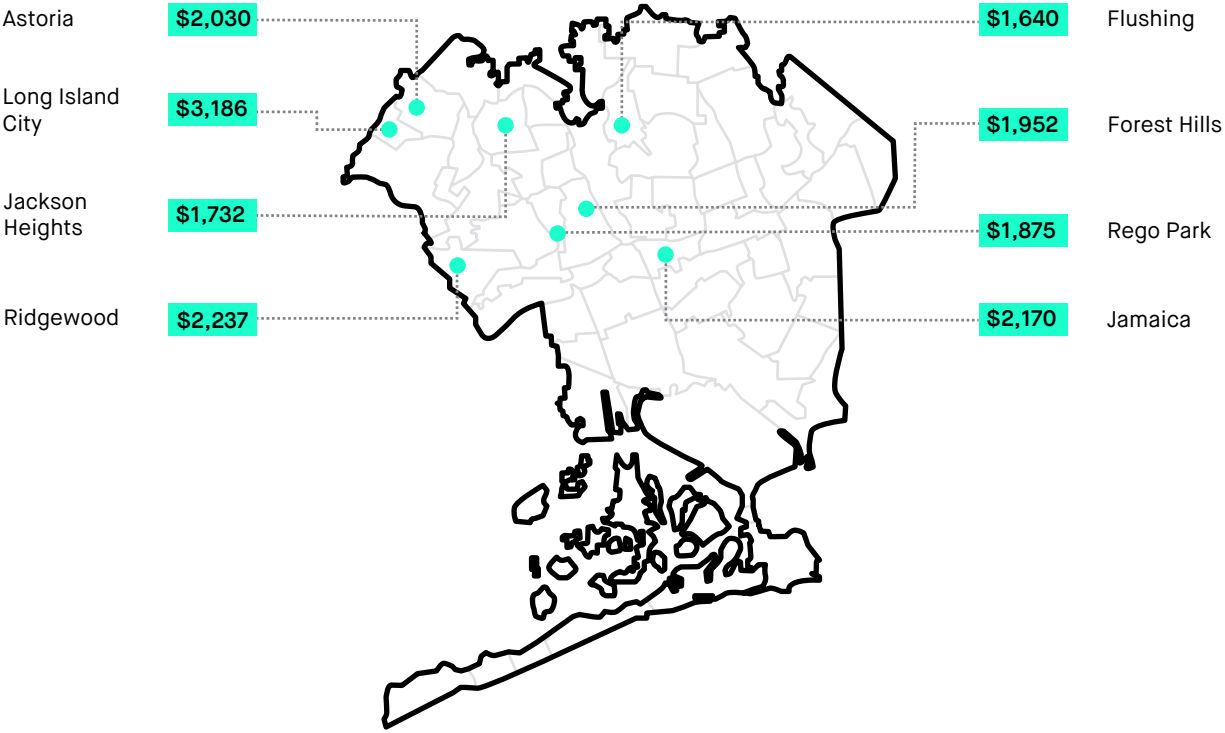 Astoria
$2,030
Long Island
City
$3,186
Jackson
Heights
$1,732
Ridgewood
$2,237
$1,640
Flushing
$1,952
Forest Hills
$1,875
Rego Park
$2,170
Jamaica